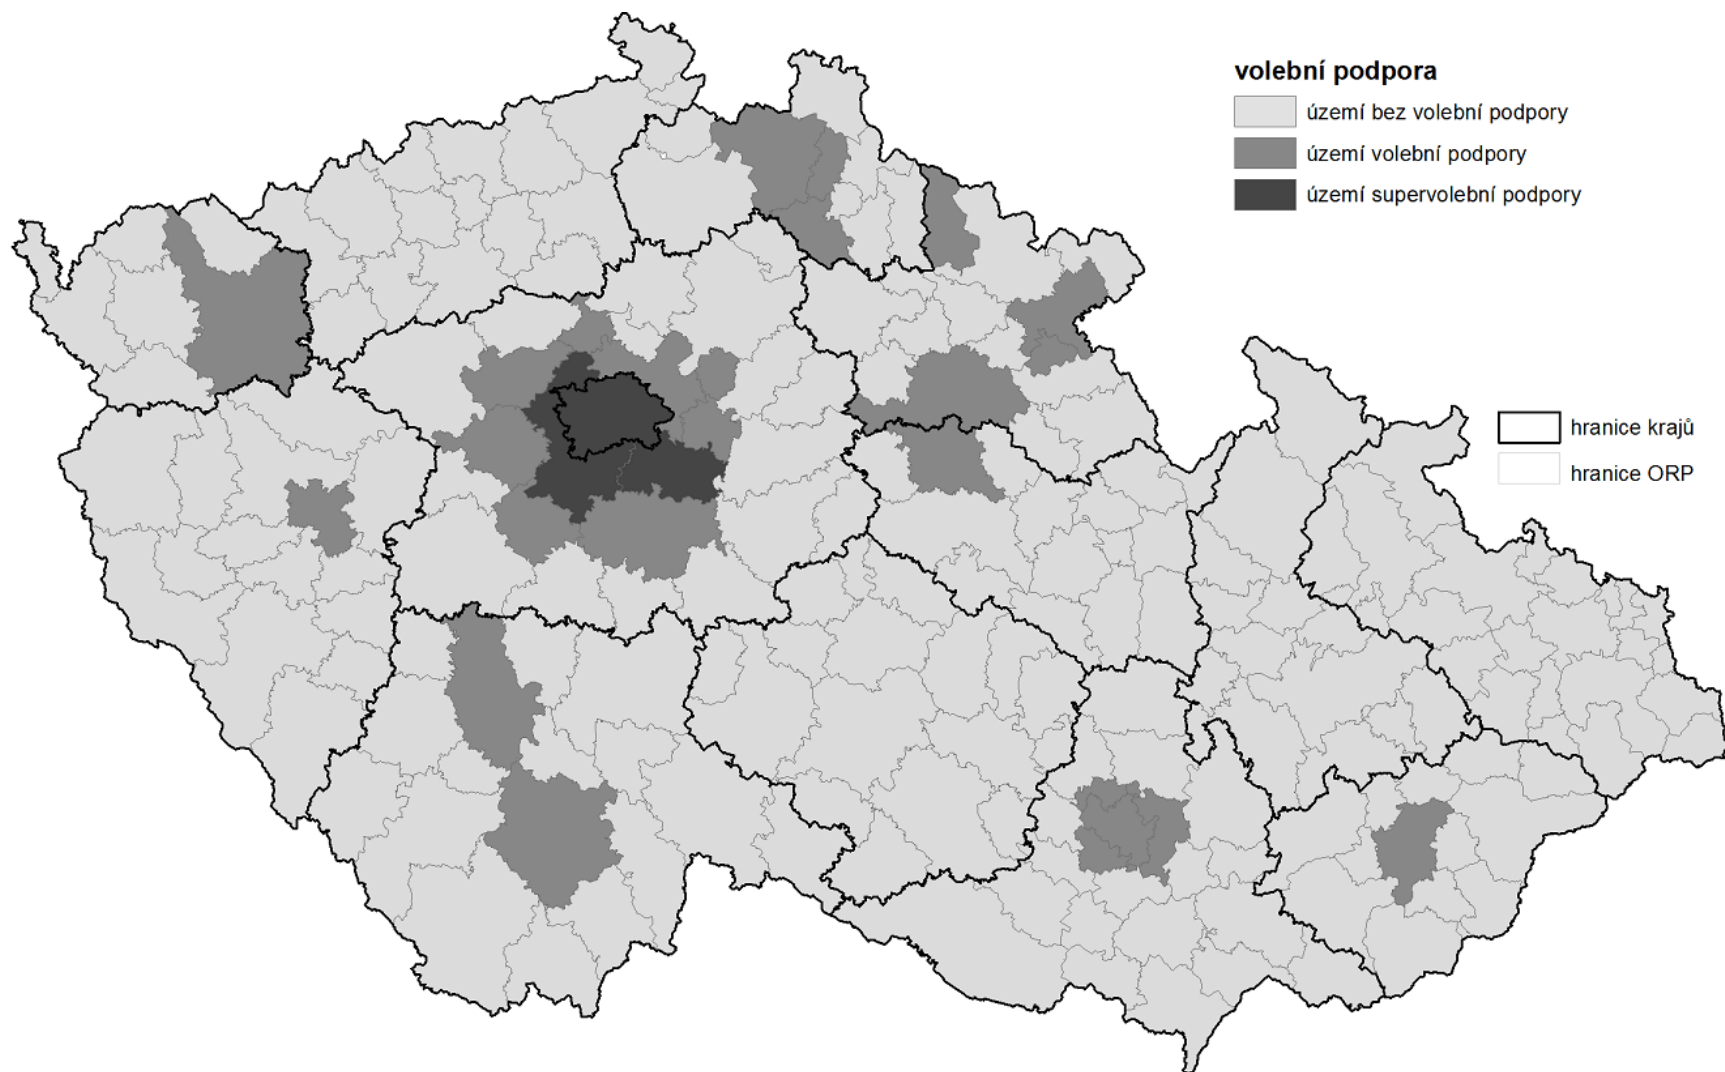 volební podpora
území bez volební podpory
území volební podpory
území supervolební podpory
hranice krajů
hranice ORP